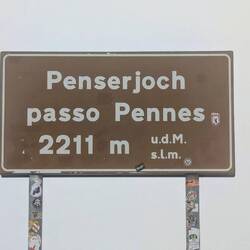 Penserjoch
passo Pennes
2211 m u.d.M.
s.l.m.